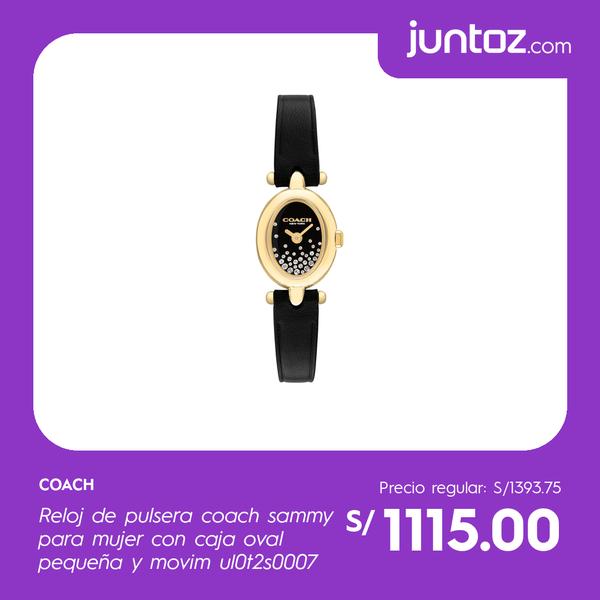 juntoz.com
COACH
NEW YORK
COACH
Reloj de pulsera coach sammy
para mujer con caja oval
pequeña y movim ul0t2s0007
Precio regular: S/1393.75
S/ 1115.00